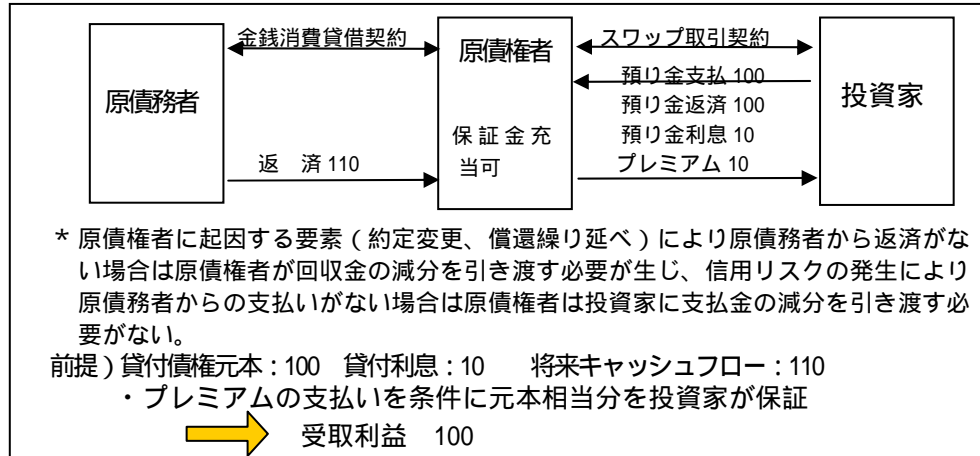 金銭消費貸借契約
スワップ取引契約
原債務者
原債権者
投資家
預り金支払 100
預り金返済 100
預り金利息 10
プレミアム 10
保証金充
当可
返 済 110
* 原債権者に起因する要素（約定変更、償還繰り延べ）により原債務者から返済がな
い場合は原債権者が回収金の減分を引き渡す必要が生じ、信用リスクの発生により
原債務者からの支払いがない場合は原債権者は投資家に支払金の減分を引き渡す必
要がない。
前提）貸付債権元本：100 貸付利息：10 将来キャッシュフロー：110
・プレミアムの支払いを条件に元本相当分を投資家が保証
受取利益 100